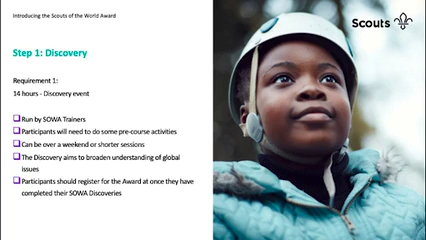 Introducing the Scouts of the World Award
Scouts
Step 1: Discovery
Requirement 1:
14 hours - Discovery event
Run by SOWA Trainers
Participants will need to do some pre-course activities
Can be over a weekend or shorter sessions
The Discovery aims to broaden understanding of global
issues
Participants should register for the Award at once they have
completed their SOWA Discoveries